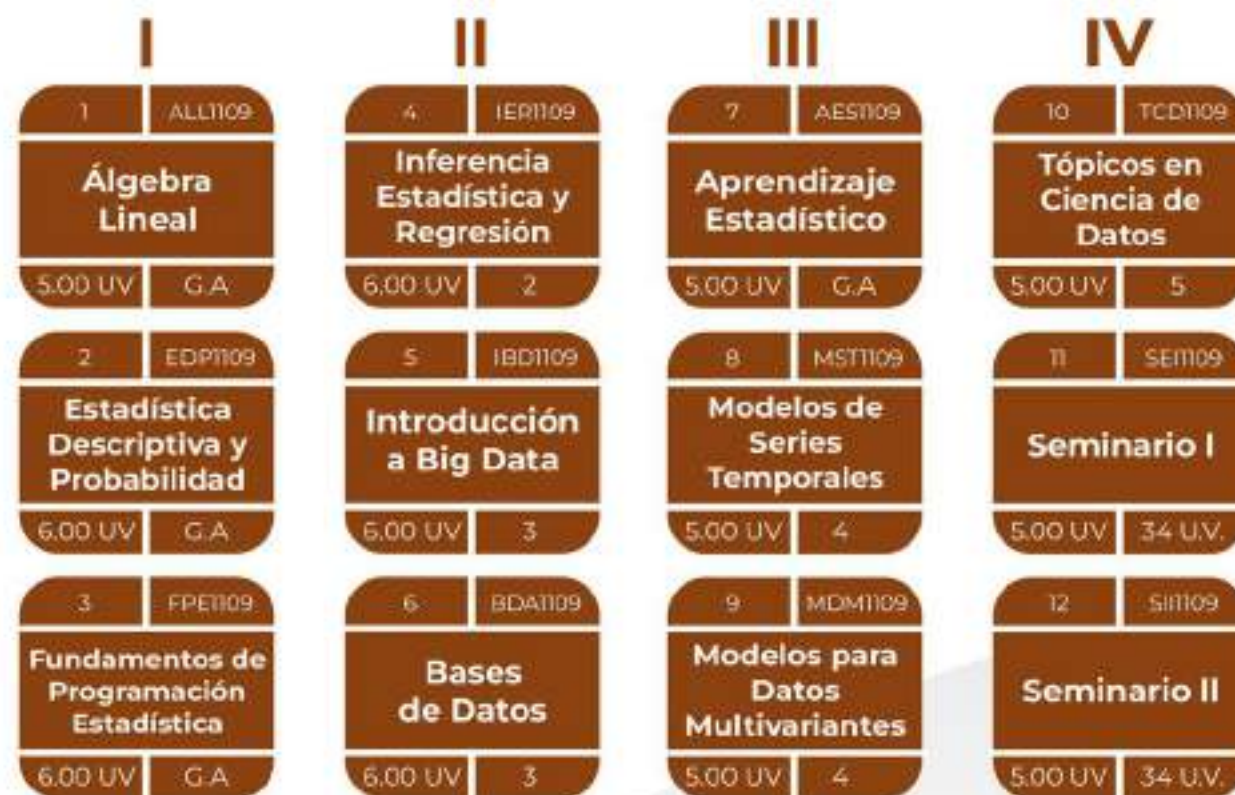 I
II
III
IV
1 ALL1109
Álgebra
Lineal
5.00 UV G.A
4 IER1109
Inferencia
Estadística y
Regresión
6.00 UV 2
7 AES1109
Aprendizaje
Estadístico
5.00 UV G.A
10 TCD1109
Tópicos en
Ciencia de
Datos
5.00 UV 5
2 EDP1109
Estadística
Descriptiva y
Probabilidad
6.00 UV G.A
5 IBD1109
Introducción
a Big Data
6.00 UV 3
8 MST1109
Modelos de
Series
Temporales
5.00 UV 4
11 SEI1109
Seminario I
5.00 UV 34 U.V.
3 FPE1109
Fundamentos de
Programación
Estadística
6.00 UV G.A
6 BDA1109
Bases
de Datos
6.00 UV 3
9 MDM1109
Modelos para
Datos
Multivariantes
5.00 UV 4
12 SII1109
Seminario II
5.00 UV 34 U.V.